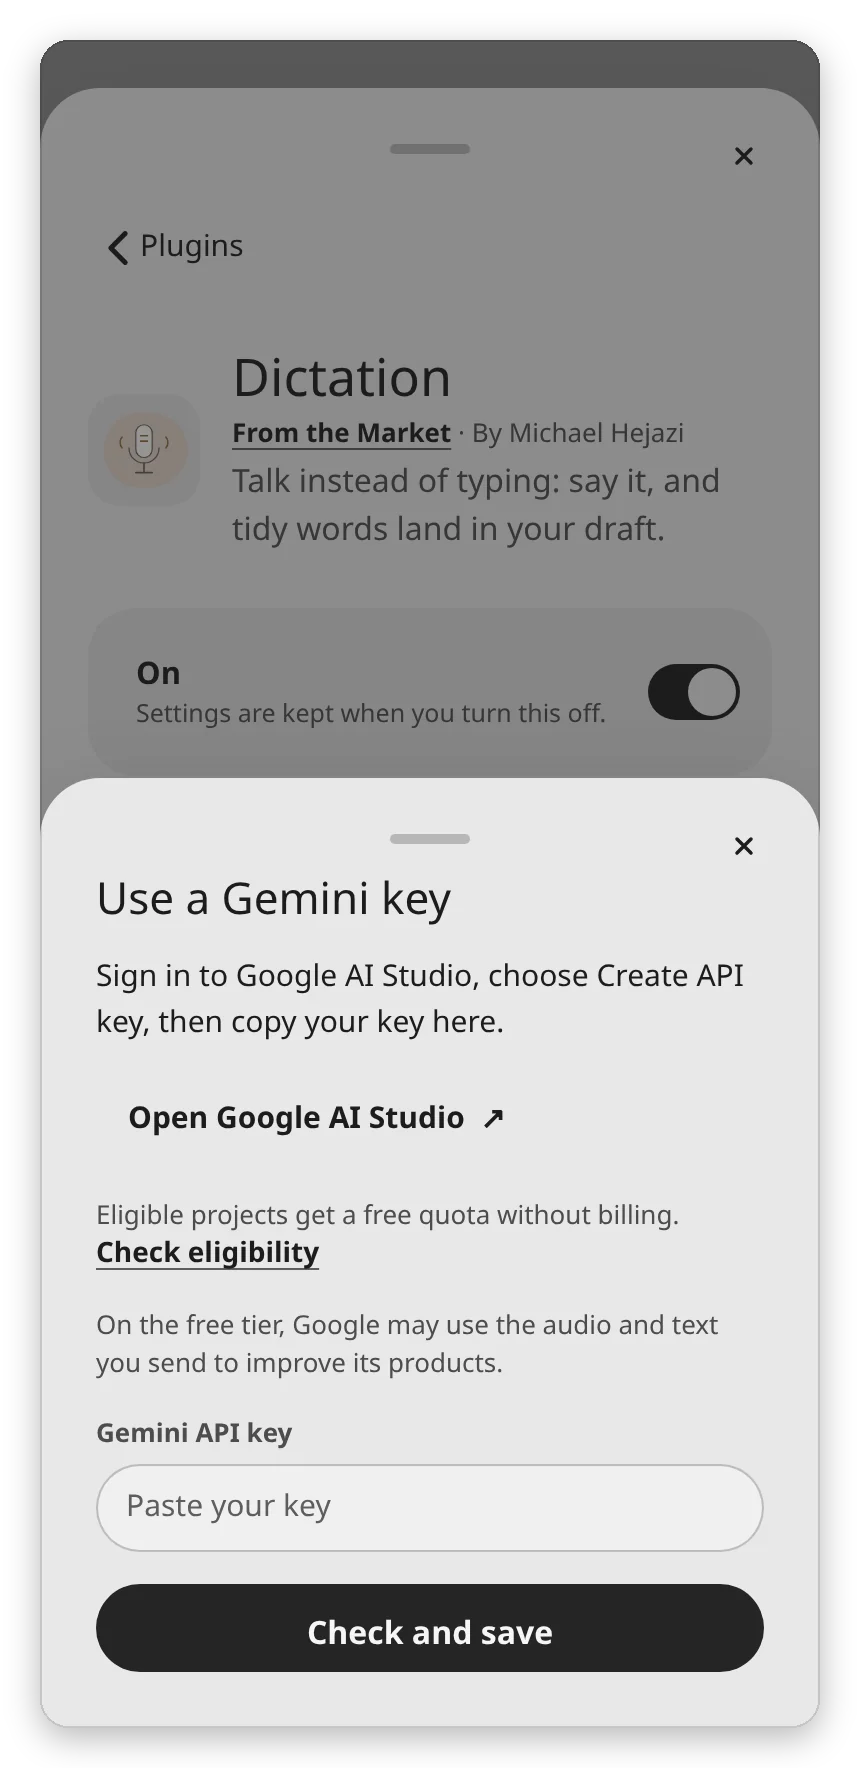 Plugins
Dictation
From the Market · By Michael Hejazi
Talk instead of typing: say it, and
tidy words land in your draft.
On
Settings are kept when you turn this off.
Use a Gemini key
Sign in to Google AI Studio, choose Create API
key, then copy your key here.
Open Google AI Studio ↗
Eligible projects get a free quota without billing.
Check eligibility
On the free tier, Google may use the audio and text
you send to improve its products.
Gemini API key
Paste your key
Check and save